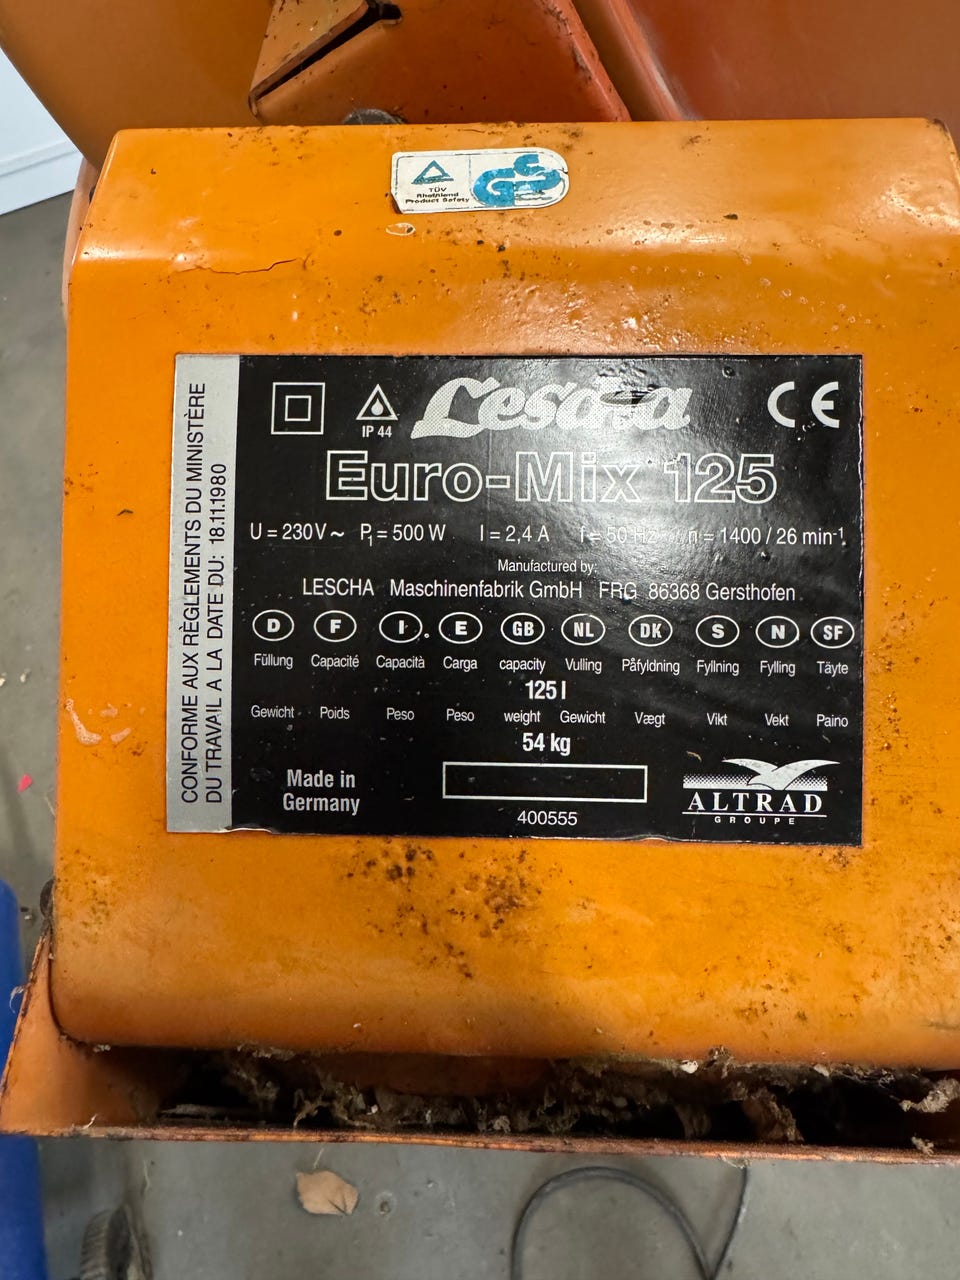 TÜV
Rheinland
Product Safety
CONFORME AUX RÈGLEMENTS DU MINISTÈRE
DU TRAVAIL A LA DATE DU: 18.11.1980
IP 44
Lescha
CE
Euro-Mix 125
U = 230 V ~ P₁ = 500 W I = 2,4 A f = 50 Hz n = 1400 / 26 min⁻¹
Manufactured by:
LESCHA Maschinenfabrik GmbH FRG 86368 Gersthofen
D F I E GB NL DK S N SF
Füllung Capacité Capacità Carga capacity Vulling Påfyldning Fyllning Fylling Täyte
125 l
Gewicht Poids Peso Peso weight Gewicht Vægt Vikt Vekt Paino
54 kg
Made in
Germany
400555
ALTRAD
GROUPE